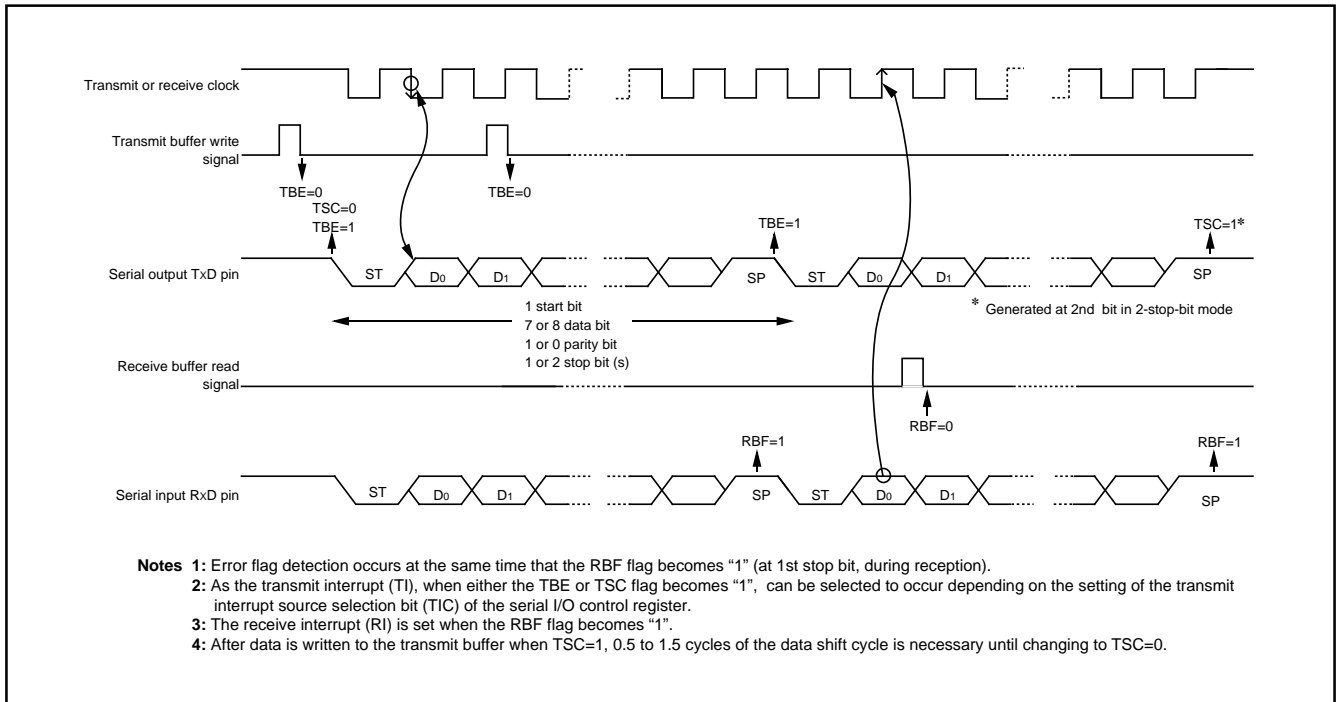 Transmit or receive clock
Transmit buffer write
signal
TBE=0
TSC=0
TBE=1
TBE=0
TBE=1
TSC=1*
Serial output TxD pin
ST
D0
D1
SP
ST
D0
D1
SP
1 start bit
7 or 8 data bit
1 or 0 parity bit
1 or 2 stop bit (s)
* Generated at 2nd bit in 2-stop-bit mode
Receive buffer read
signal
RBF=0
RBF=1
RBF=1
Serial input RxD pin
ST
D0
D1
SP
ST
D0
D1
SP
Notes 1: Error flag detection occurs at the same time that the RBF flag becomes “1” (at 1st stop bit, during reception).
2: As the transmit interrupt (TI), when either the TBE or TSC flag becomes “1”, can be selected to occur depending on the setting of the transmit
interrupt source selection bit (TIC) of the serial I/O control register.
3: The receive interrupt (RI) is set when the RBF flag becomes “1”.
4: After data is written to the transmit buffer when TSC=1, 0.5 to 1.5 cycles of the data shift cycle is necessary until changing to TSC=0.